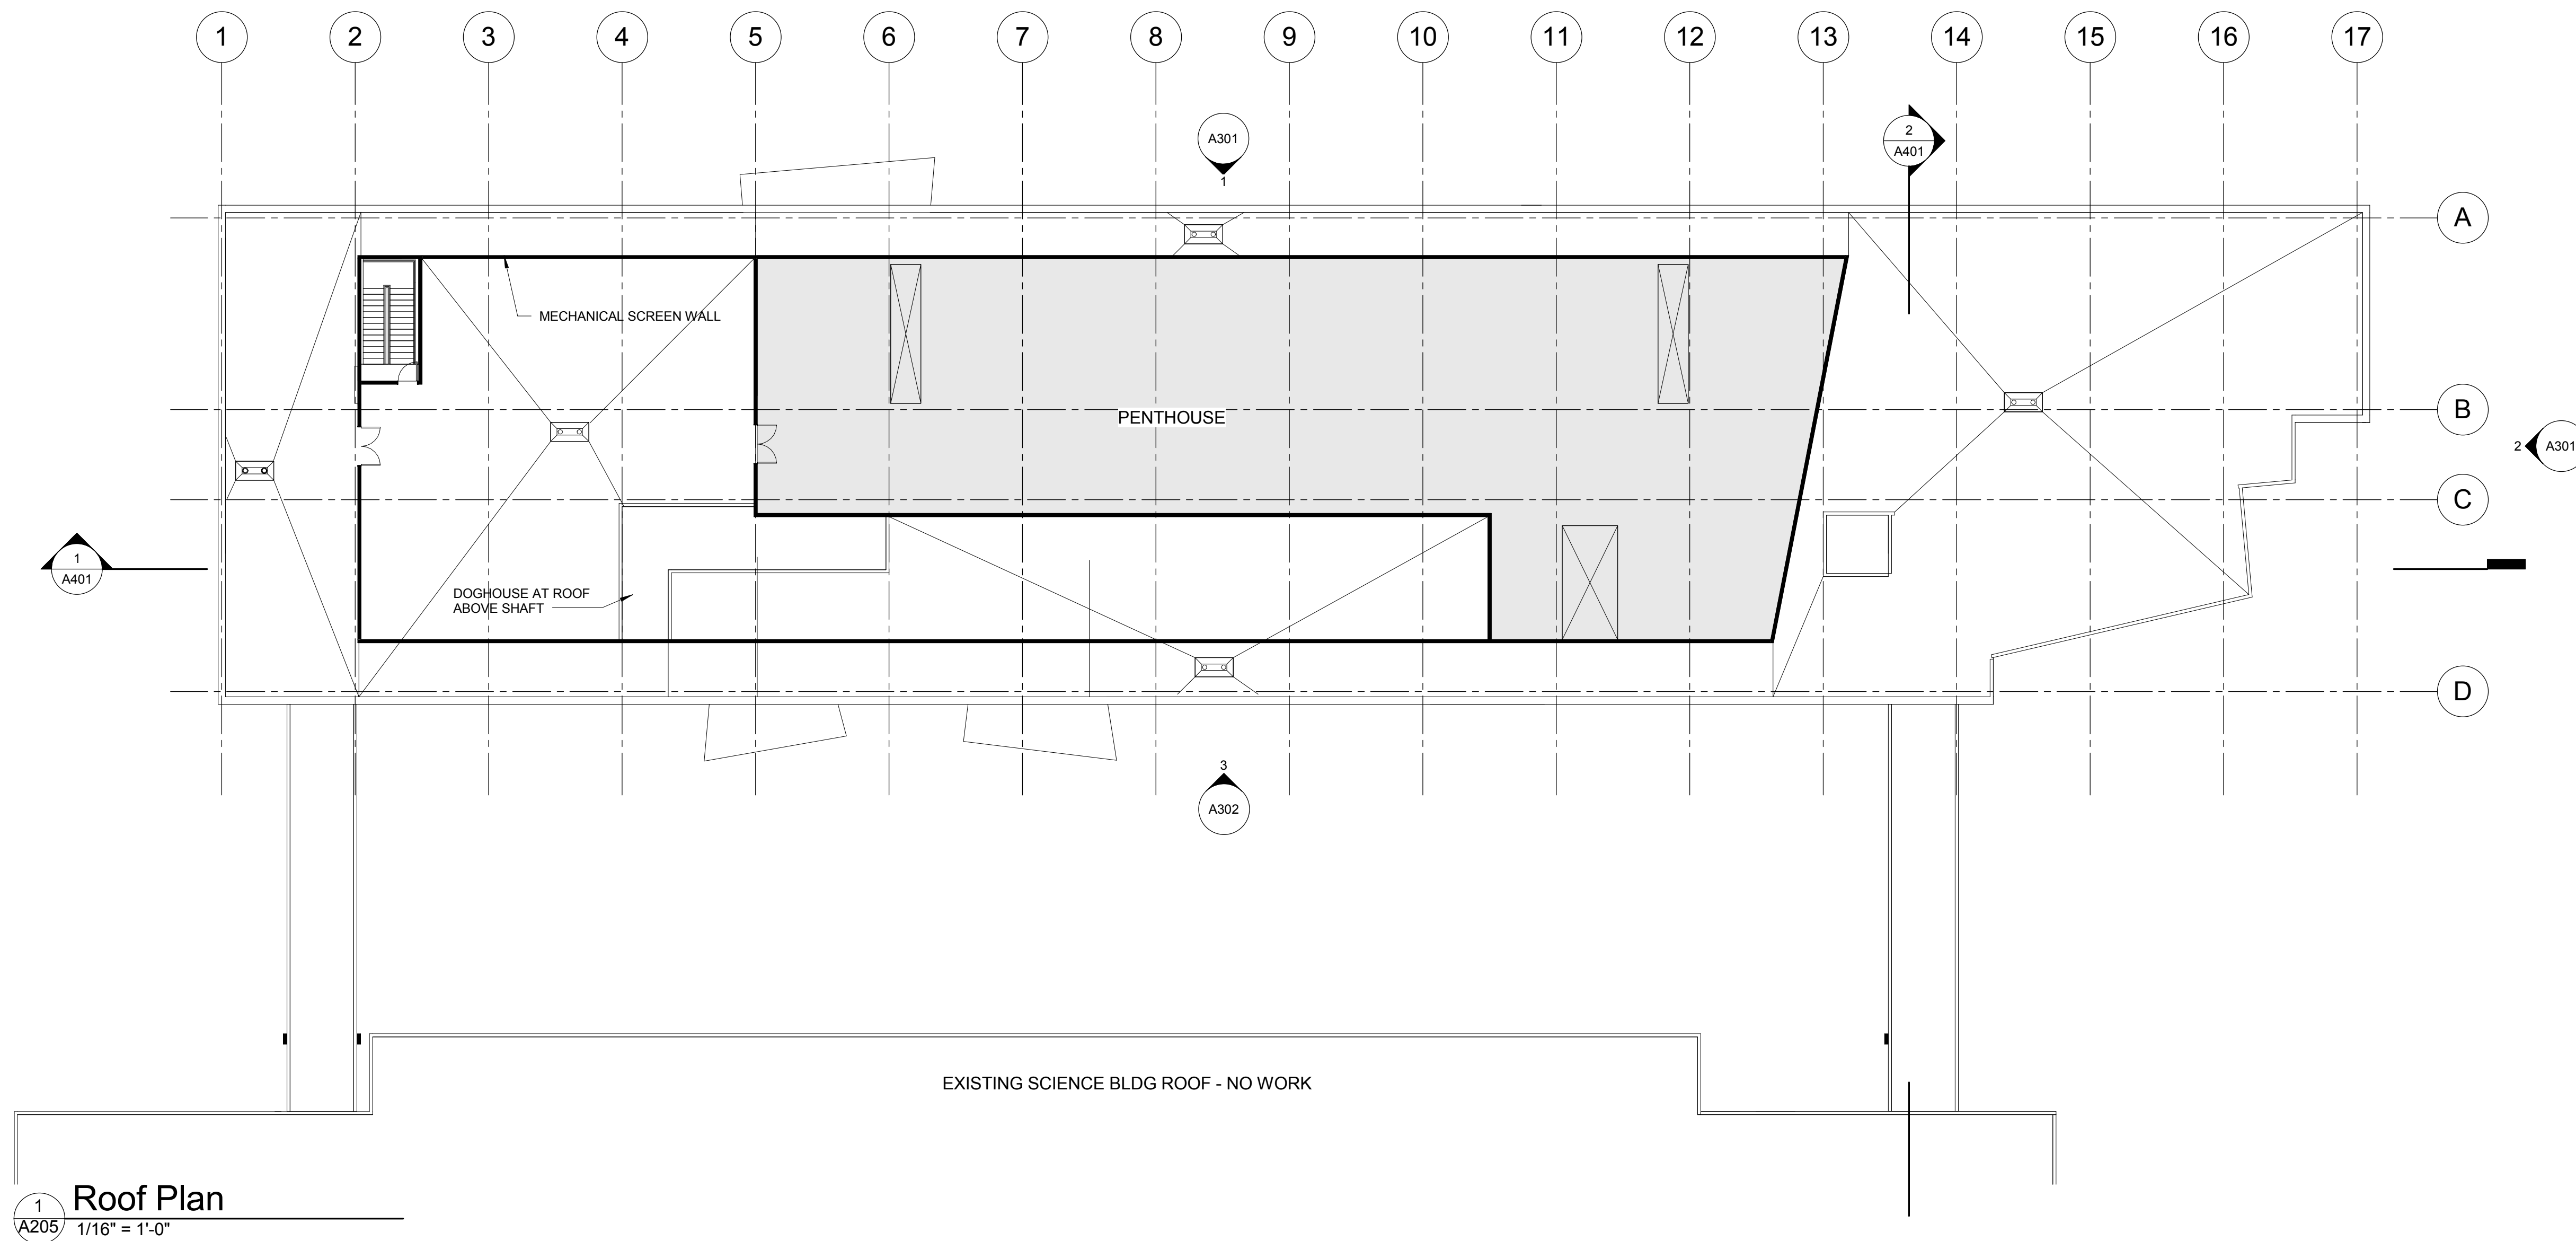 1 2 3 4 5 6 7 8 9 10 11 12 13 14 15 16 17
A301
1
2
A401
A
MECHANICAL SCREEN WALL
B
PENTHOUSE
2 A301
C
1
A401
DOGHOUSE AT ROOF
ABOVE SHAFT
D
3
A302
EXISTING SCIENCE BLDG ROOF - NO WORK
1
A205
Roof Plan
1/16" = 1'-0"